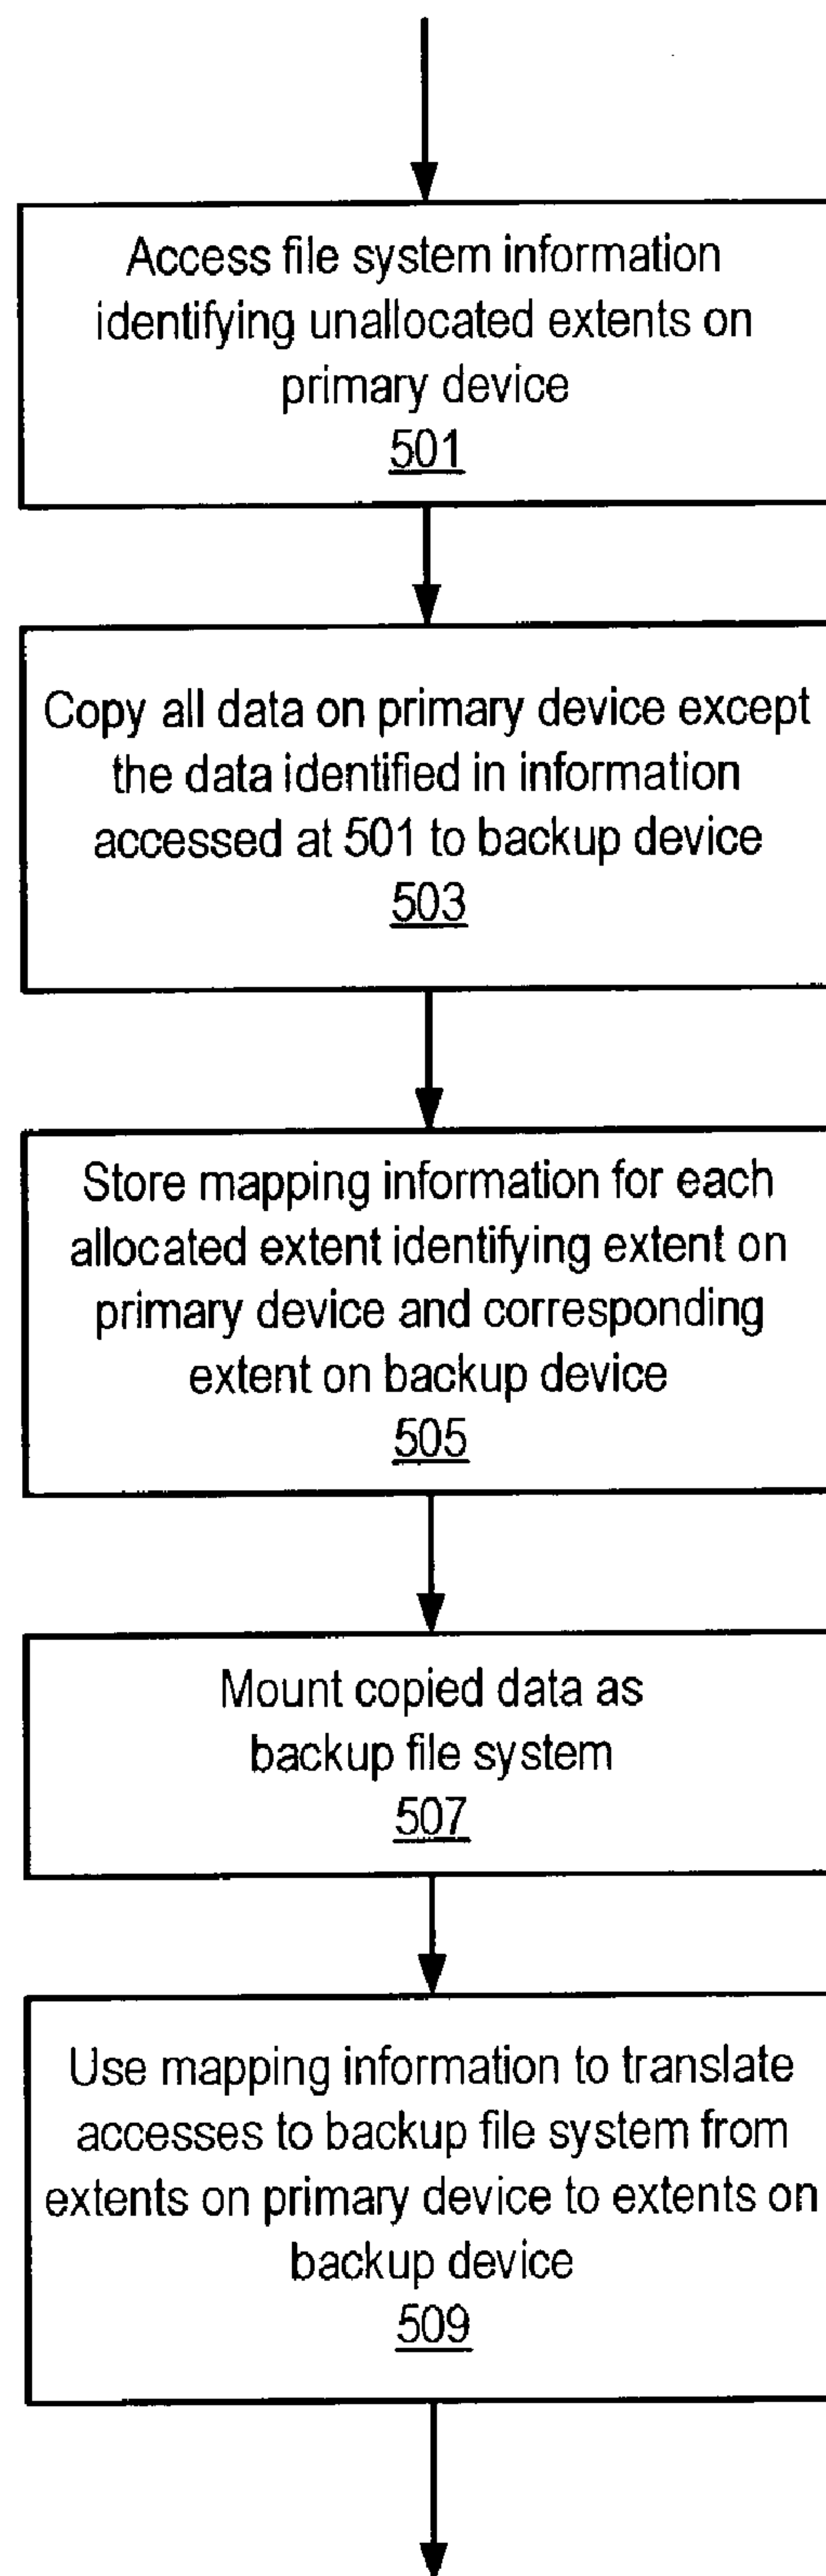 Access file system information
identifying unallocated extents on
primary device
501
Copy all data on primary device except
the data identified in information
accessed at 501 to backup device
503
Store mapping information for each
allocated extent identifying extent on
primary device and corresponding
extent on backup device
505
Mount copied data as
backup file system
507
Use mapping information to translate
accesses to backup file system from
extents on primary device to extents on
backup device
509